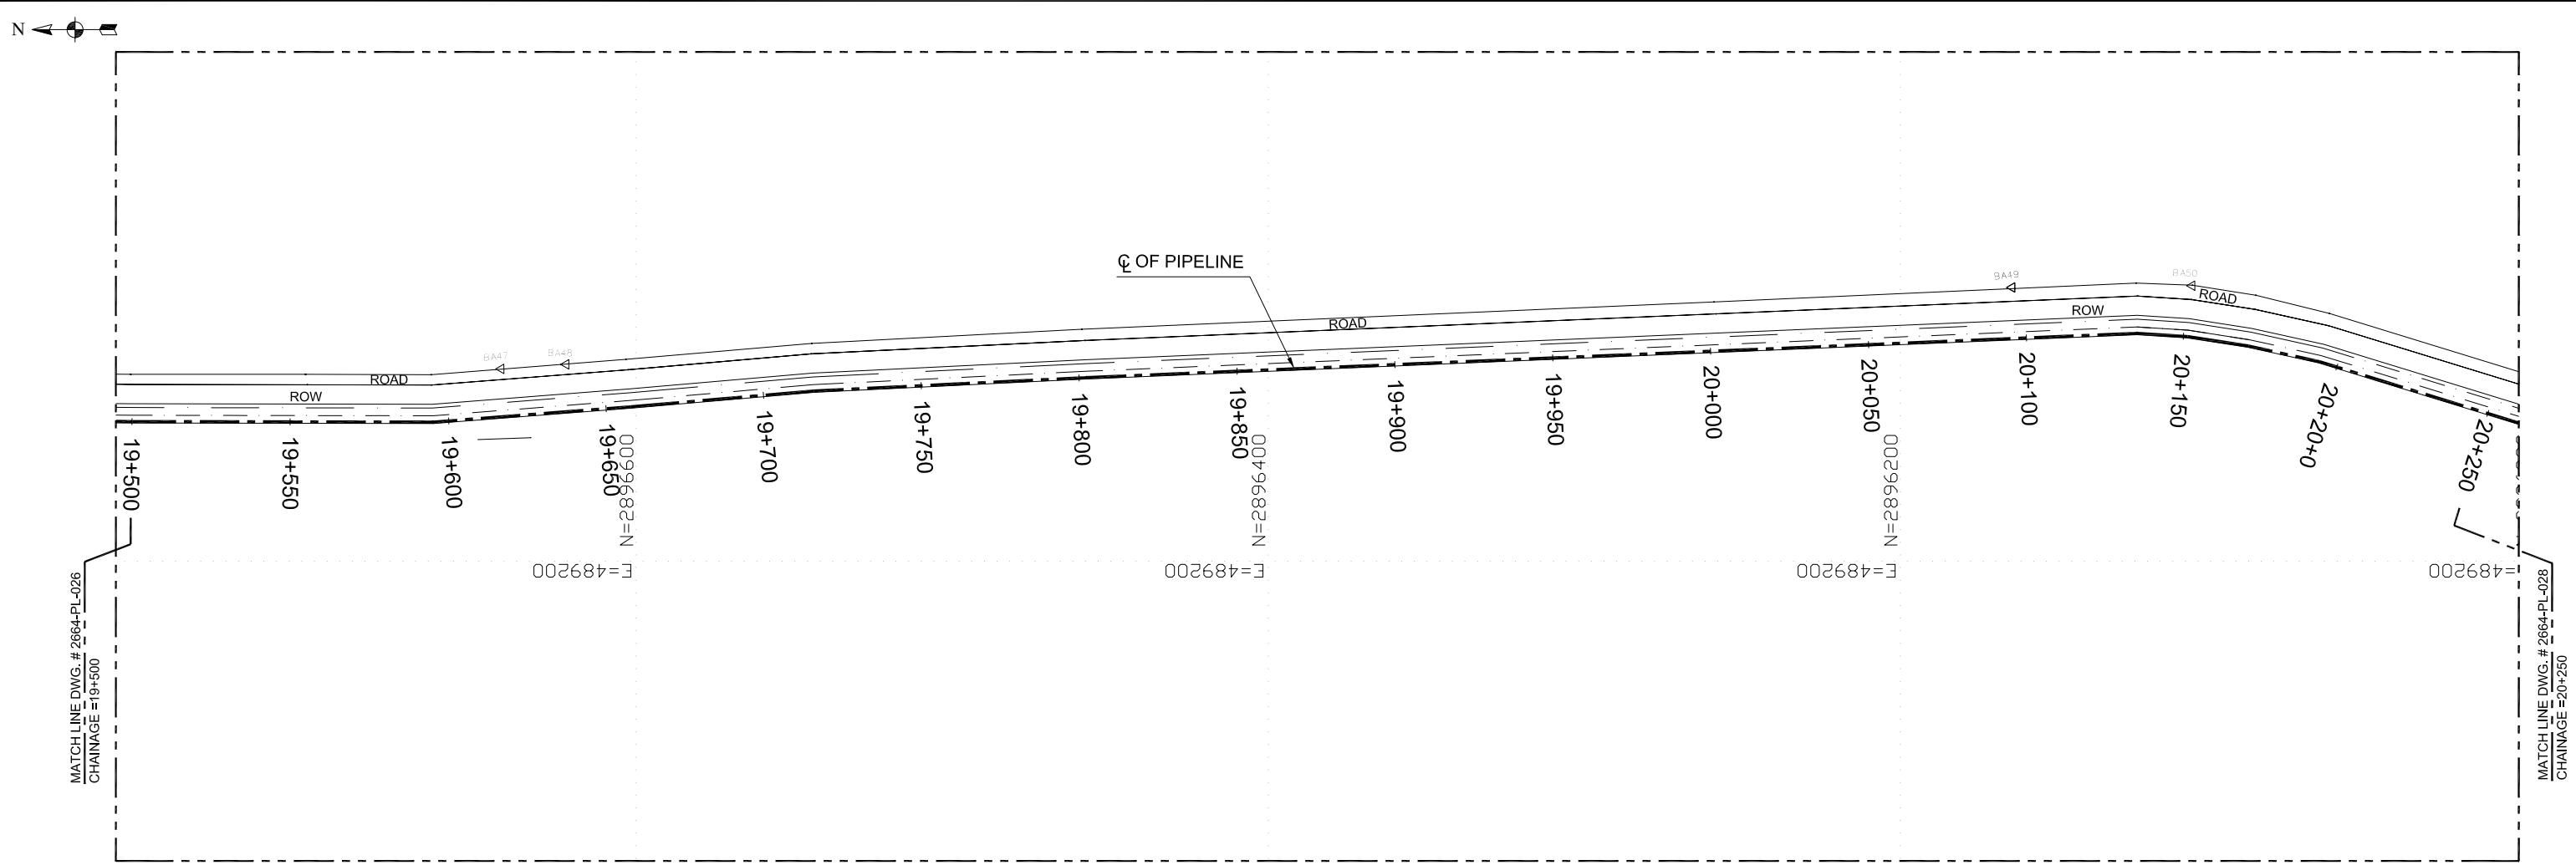 N
℄ OF PIPELINE
BA49
BA50
ROAD
ROW
ROAD
BA47
BA48
ROAD
ROW
19+500
19+550
19+600
19+650
19+700
19+750
19+800
19+850
19+900
19+950
20+000
20+050
20+100
20+150
20+20+0
20+250
N=2896600
N=2896400
N=2896200
E=489200
E=489200
E=489200
=489200
MATCH LINE DWG. # 2664-PL-026
CHAINAGE =19+500
MATCH LINE DWG. # 2664-PL-028
CHAINAGE =20+250